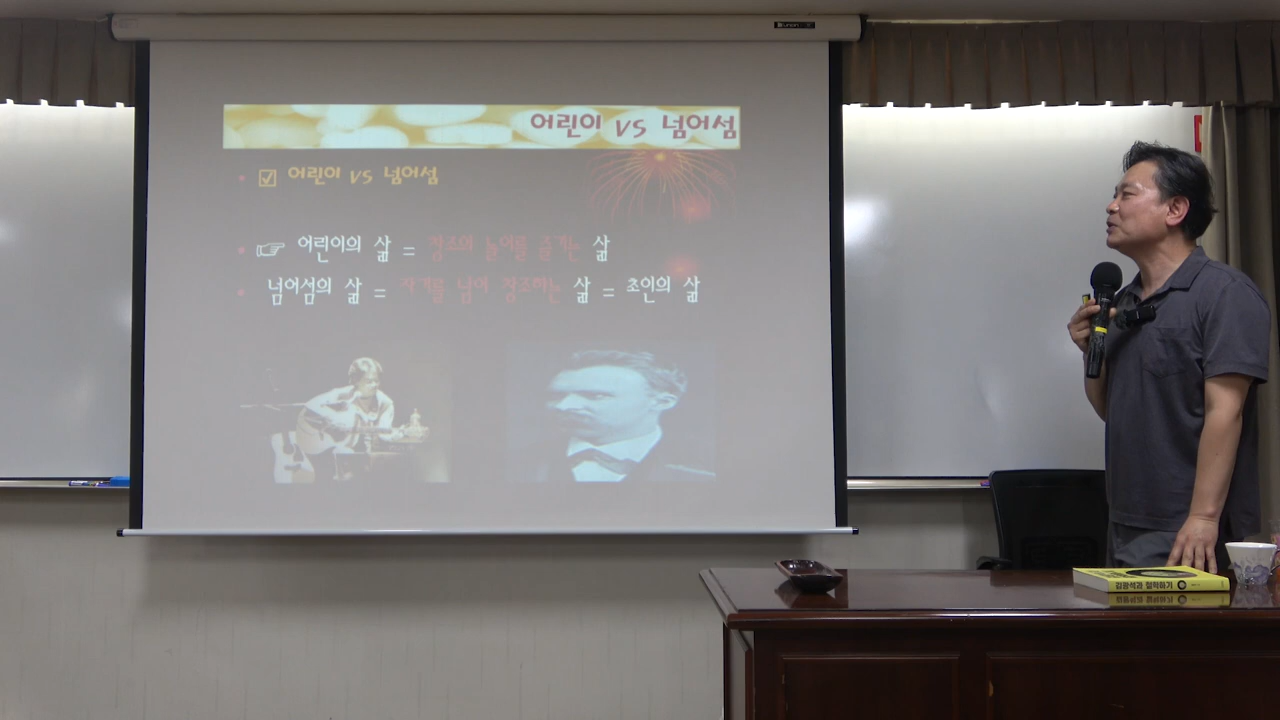 어린이 vs 넘어섬
어린이 vs 넘어섬
어린이의 삶 = 창조의 놀이를 즐기는 삶
넘어섬의 삶 = 자기를 넘어 창조하는 삶 = 초인의 삶
김광석과 철학하기